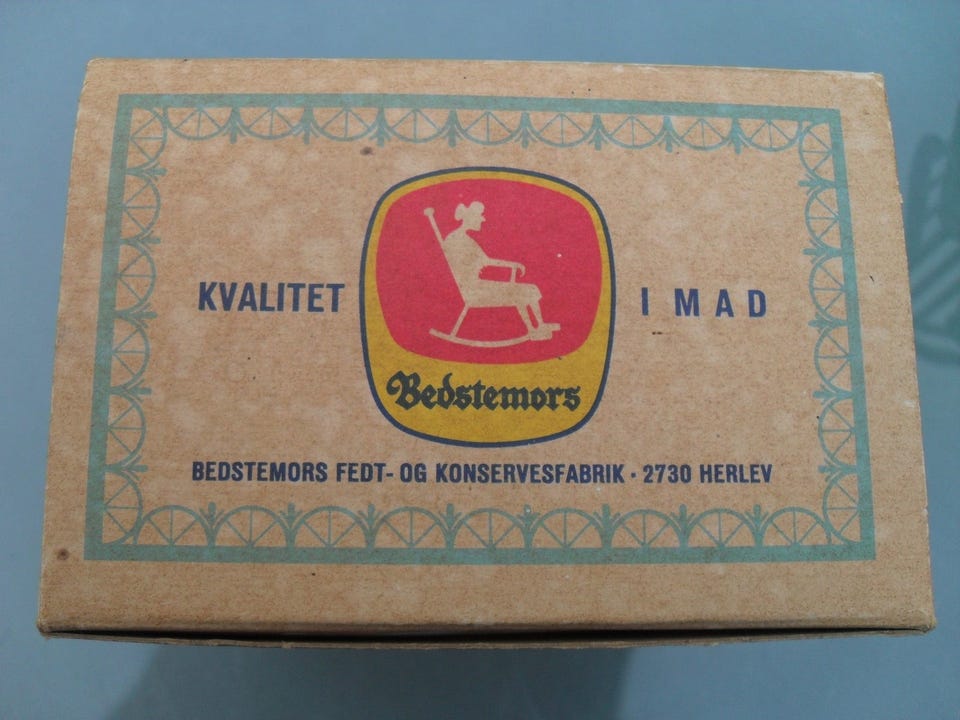 KVALITET I MAD
Bedstemors
BEDSTEMORS FEDT- OG KONSERVESFABRIK · 2730 HERLEV